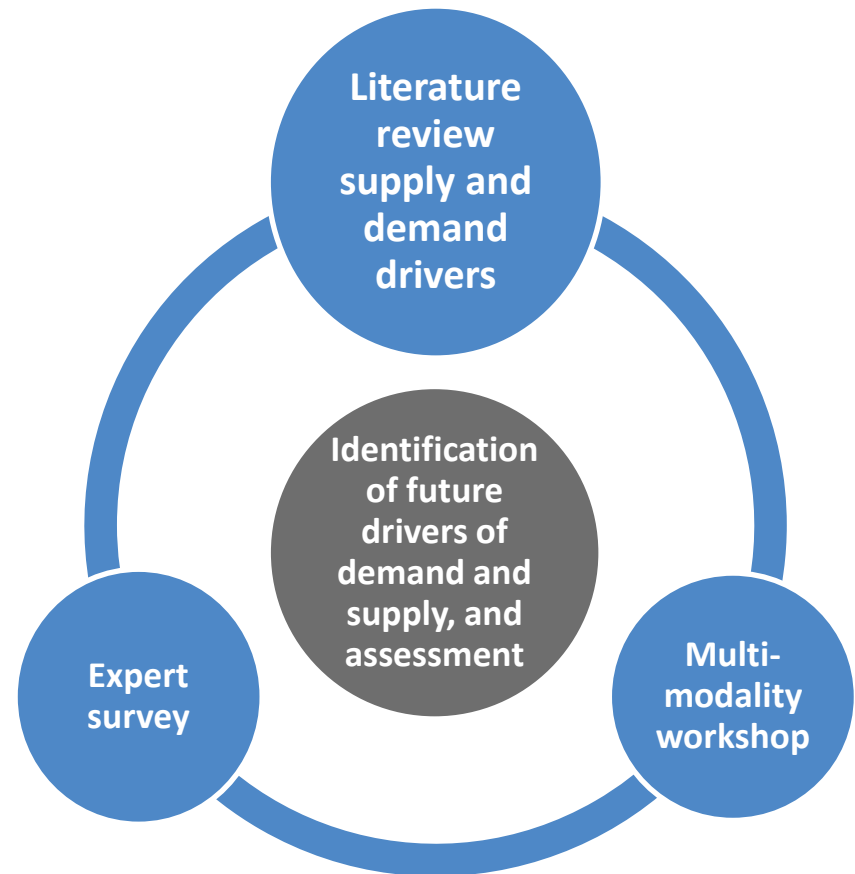 Literature
review
supply and
demand
drivers
Identification
of future
drivers of
demand and
supply, and
assessment
Expert
survey
Multi-
modality
workshop